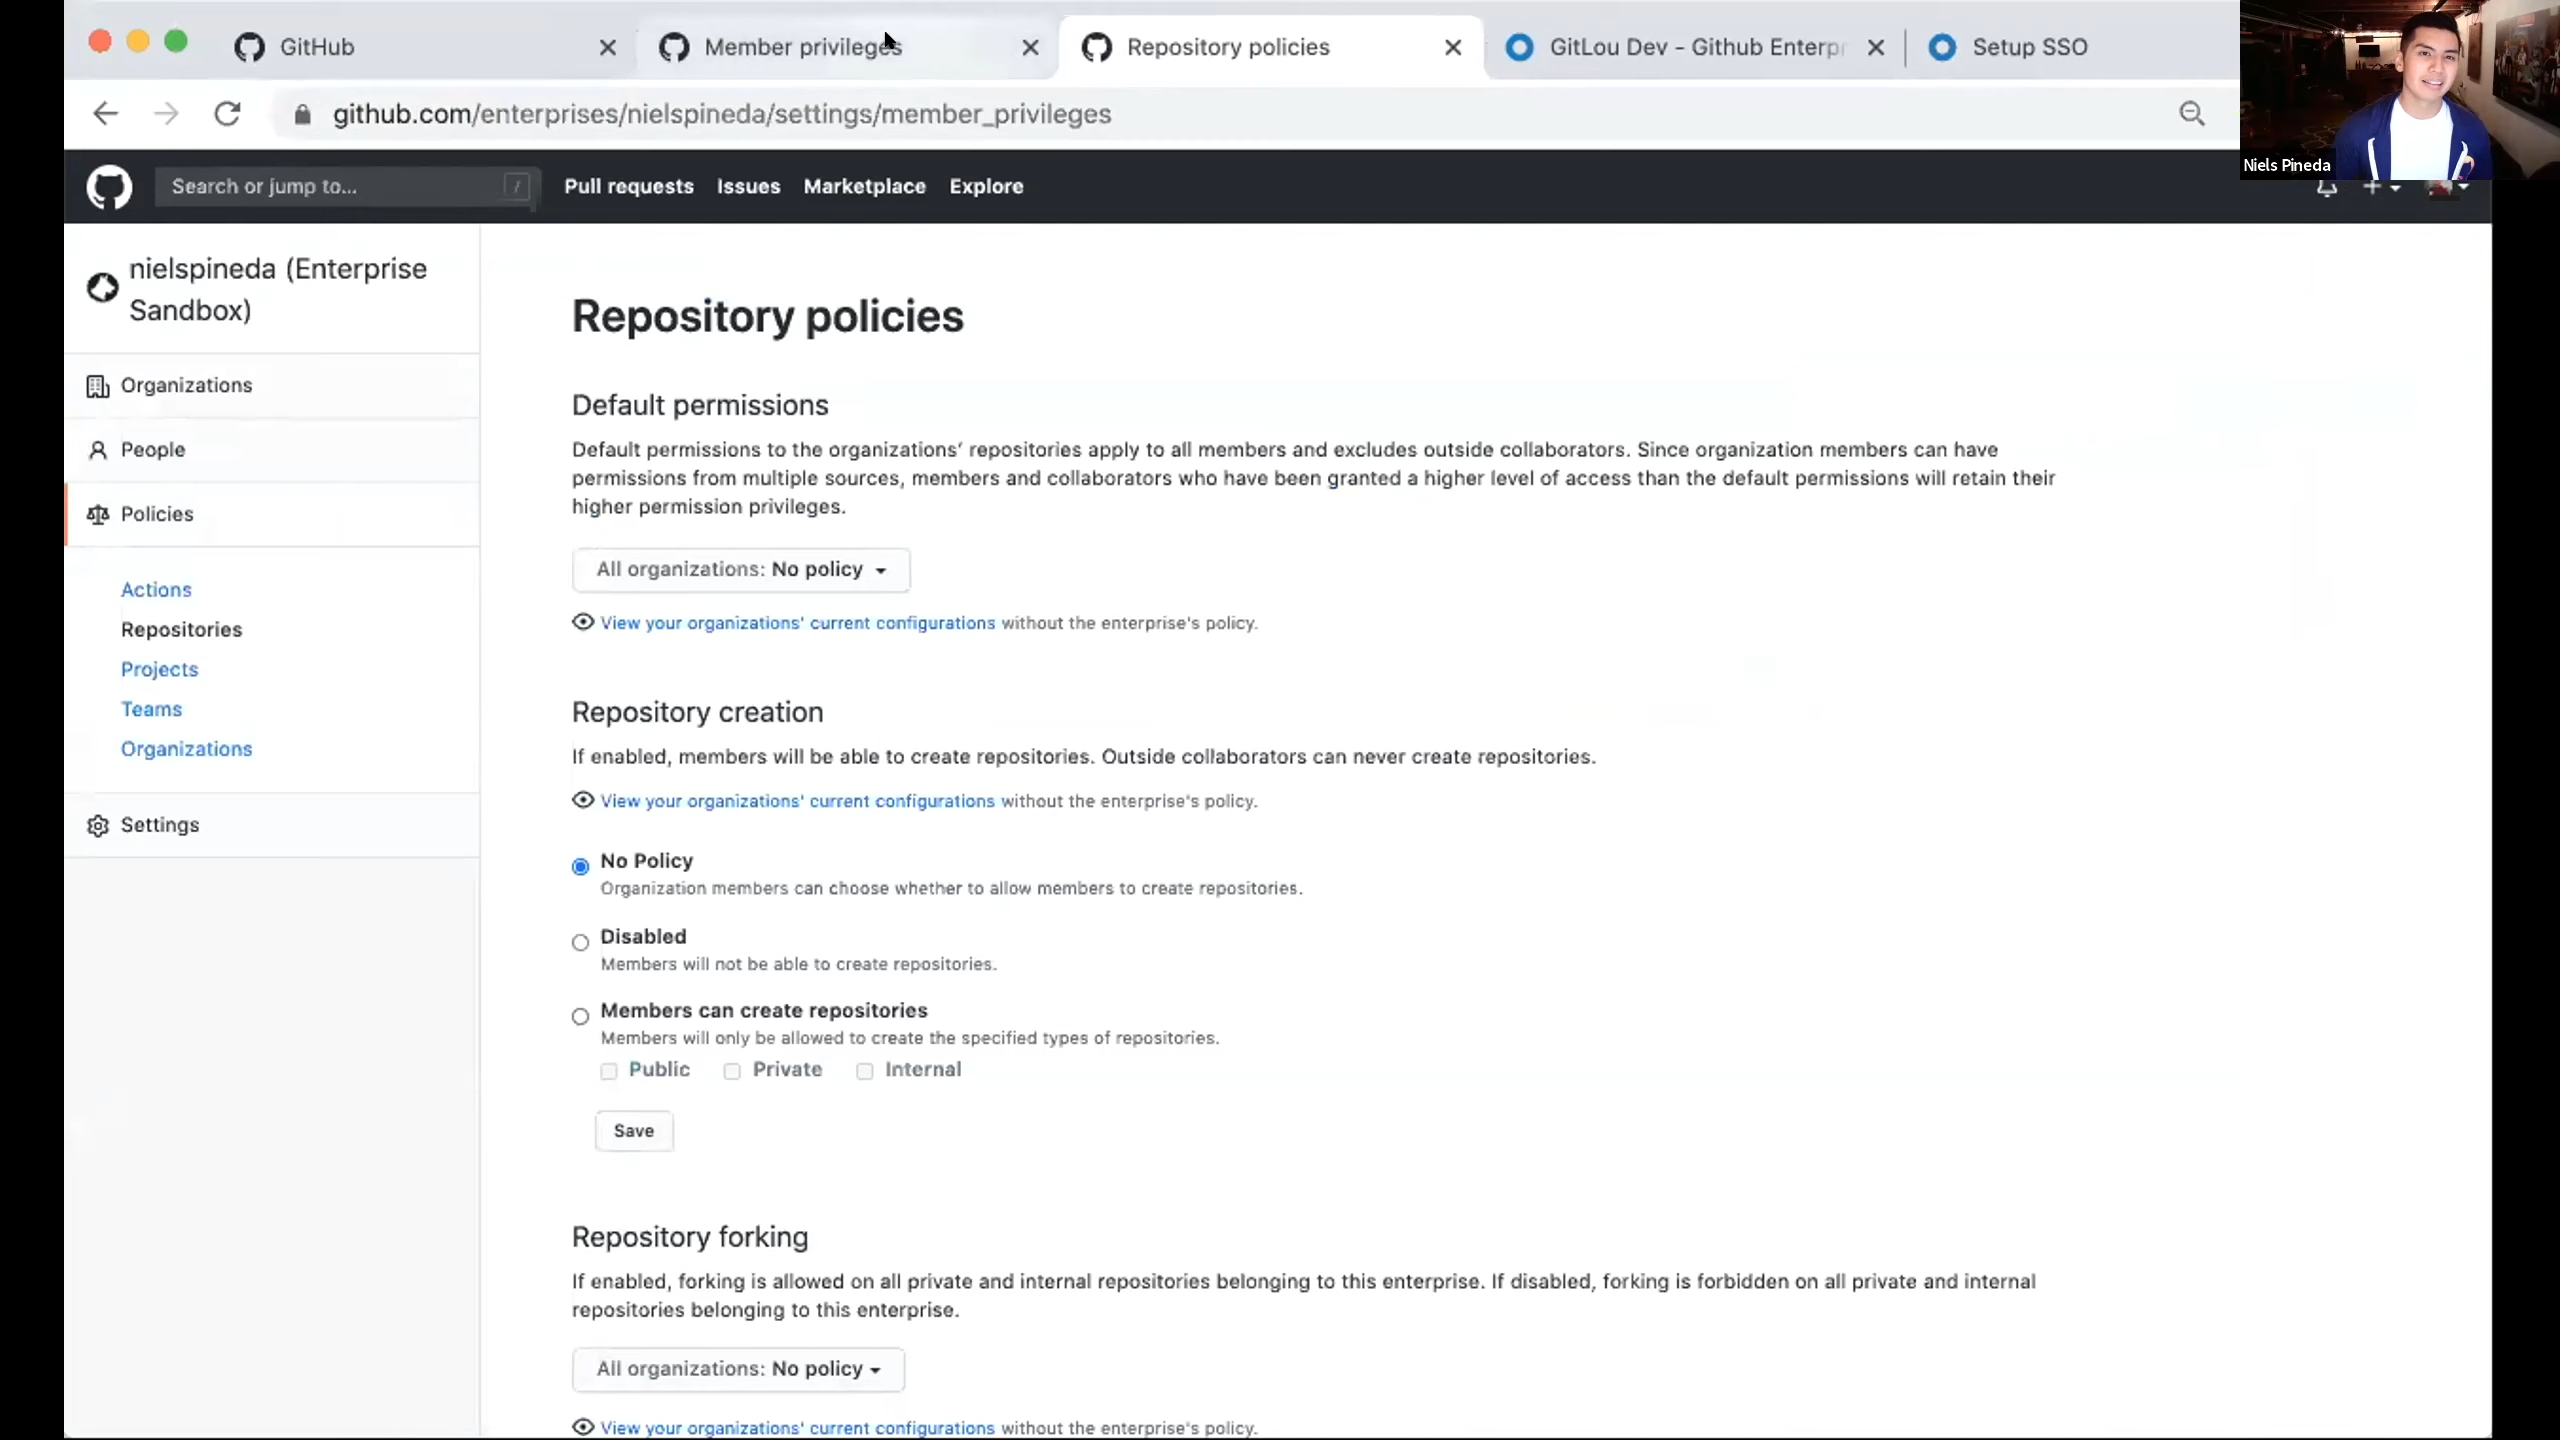 GitHub
Member privileges
Repository policies
GitLou Dev - Github Enterpr
Setup SSO
github.com/enterprises/nielspineda/settings/member_privileges
Niels Pineda
Search or jump to...
/
Pull requests
Issues
Marketplace
Explore
nielspineda (Enterprise
Sandbox)
Organizations
People
Policies
Actions
Repositories
Projects
Teams
Organizations
Settings
Repository policies
Default permissions
Default permissions to the organizations' repositories apply to all members and excludes outside collaborators. Since organization members can have
permissions from multiple sources, members and collaborators who have been granted a higher level of access than the default permissions will retain their
higher permission privileges.
All organizations: No policy
View your organizations' current configurations without the enterprise's policy.
Repository creation
If enabled, members will be able to create repositories. Outside collaborators can never create repositories.
View your organizations' current configurations without the enterprise's policy.
No Policy
Organization members can choose whether to allow members to create repositories.
Disabled
Members will not be able to create repositories.
Members can create repositories
Members will only be allowed to create the specified types of repositories.
Public Private Internal
Save
Repository forking
If enabled, forking is allowed on all private and internal repositories belonging to this enterprise. If disabled, forking is forbidden on all private and internal
repositories belonging to this enterprise.
All organizations: No policy
View your organizations' current configurations without the enterprise's policy.